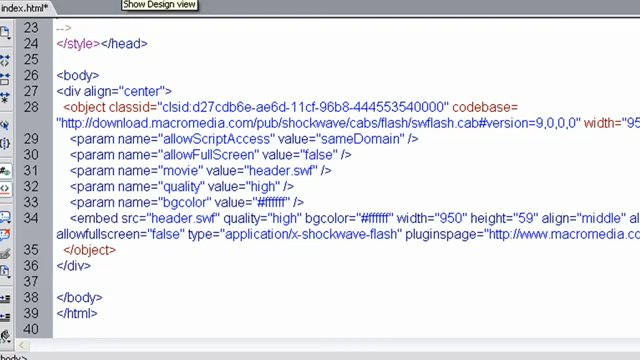 index.html*
Show Design view
23 -->
24 </style></head>
25
26 <body>
27 <div align="center">
28 <object classid="clsid:d27cdb6e-ae6d-11cf-96b8-444553540000" codebase=
"http://download.macromedia.com/pub/shockwave/cabs/flash/swflash.cab#version=9,0,0,0" width="95
29 <param name="allowScriptAccess" value="sameDomain" />
30 <param name="allowFullScreen" value="false" />
31 <param name="movie" value="header.swf" />
32 <param name="quality" value="high" />
33 <param name="bgcolor" value="#ffffff" />
34 <embed src="header.swf" quality="high" bgcolor="#ffffff" width="950" height="59" align="middle" al
allowfullscreen="false" type="application/x-shockwave-flash" pluginspage="http://www.macromedia.co
35 </object>
36 </div>
37
38 </body>
39 </html>
40
body>